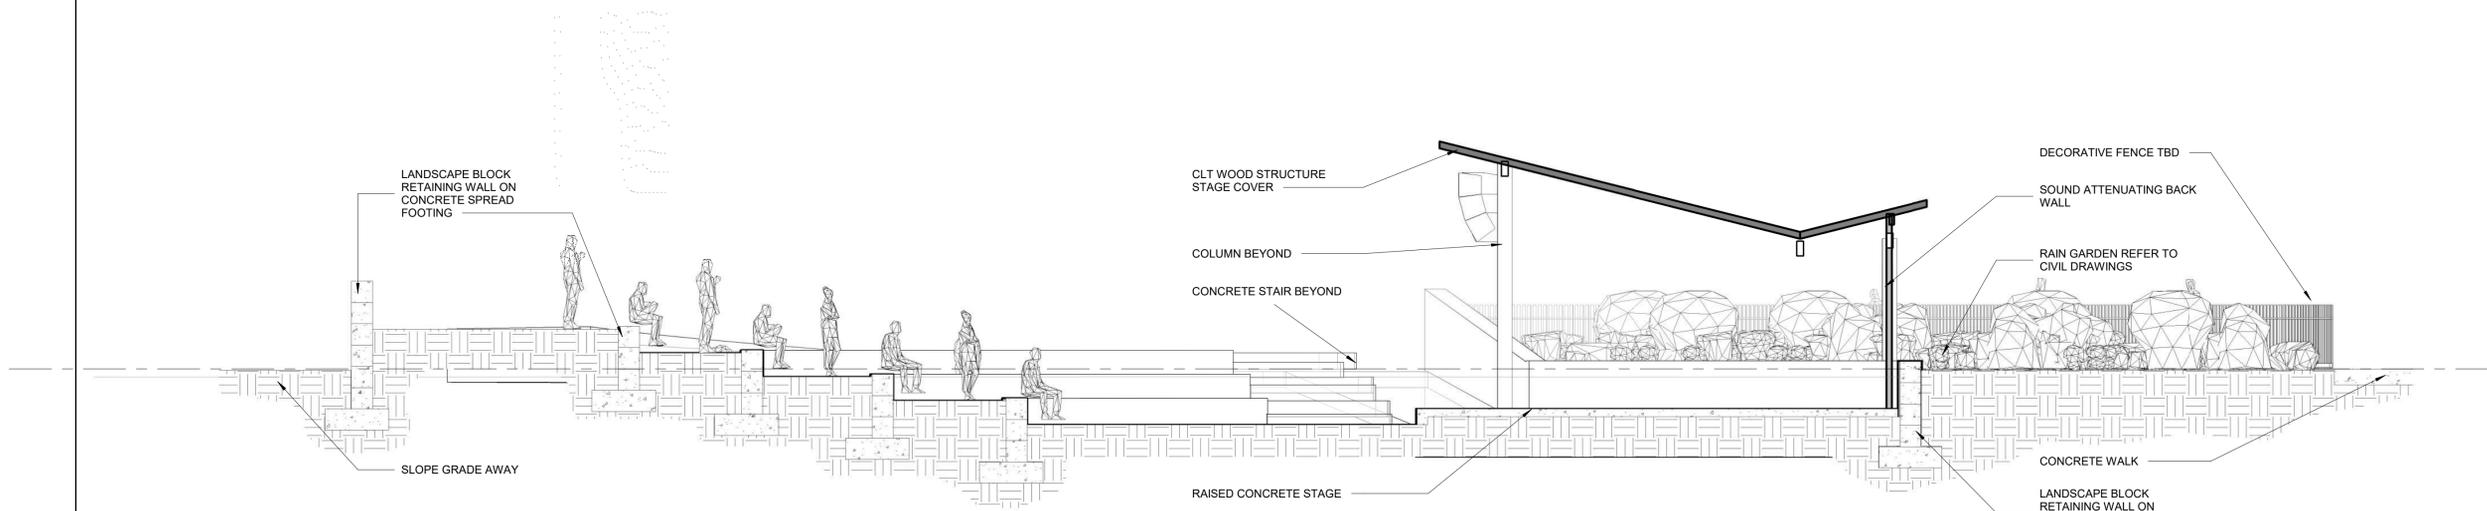 LANDSCAPE BLOCK
RETAINING WALL ON
CONCRETE SPREAD
FOOTING
SLOPE GRADE AWAY
CLT WOOD STRUCTURE
STAGE COVER
COLUMN BEYOND
CONCRETE STAIR BEYOND
RAISED CONCRETE STAGE
DECORATIVE FENCE TBD
SOUND ATTENUATING BACK
WALL
RAIN GARDEN REFER TO
CIVIL DRAWINGS
CONCRETE WALK
LANDSCAPE BLOCK
RETAINING WALL ON